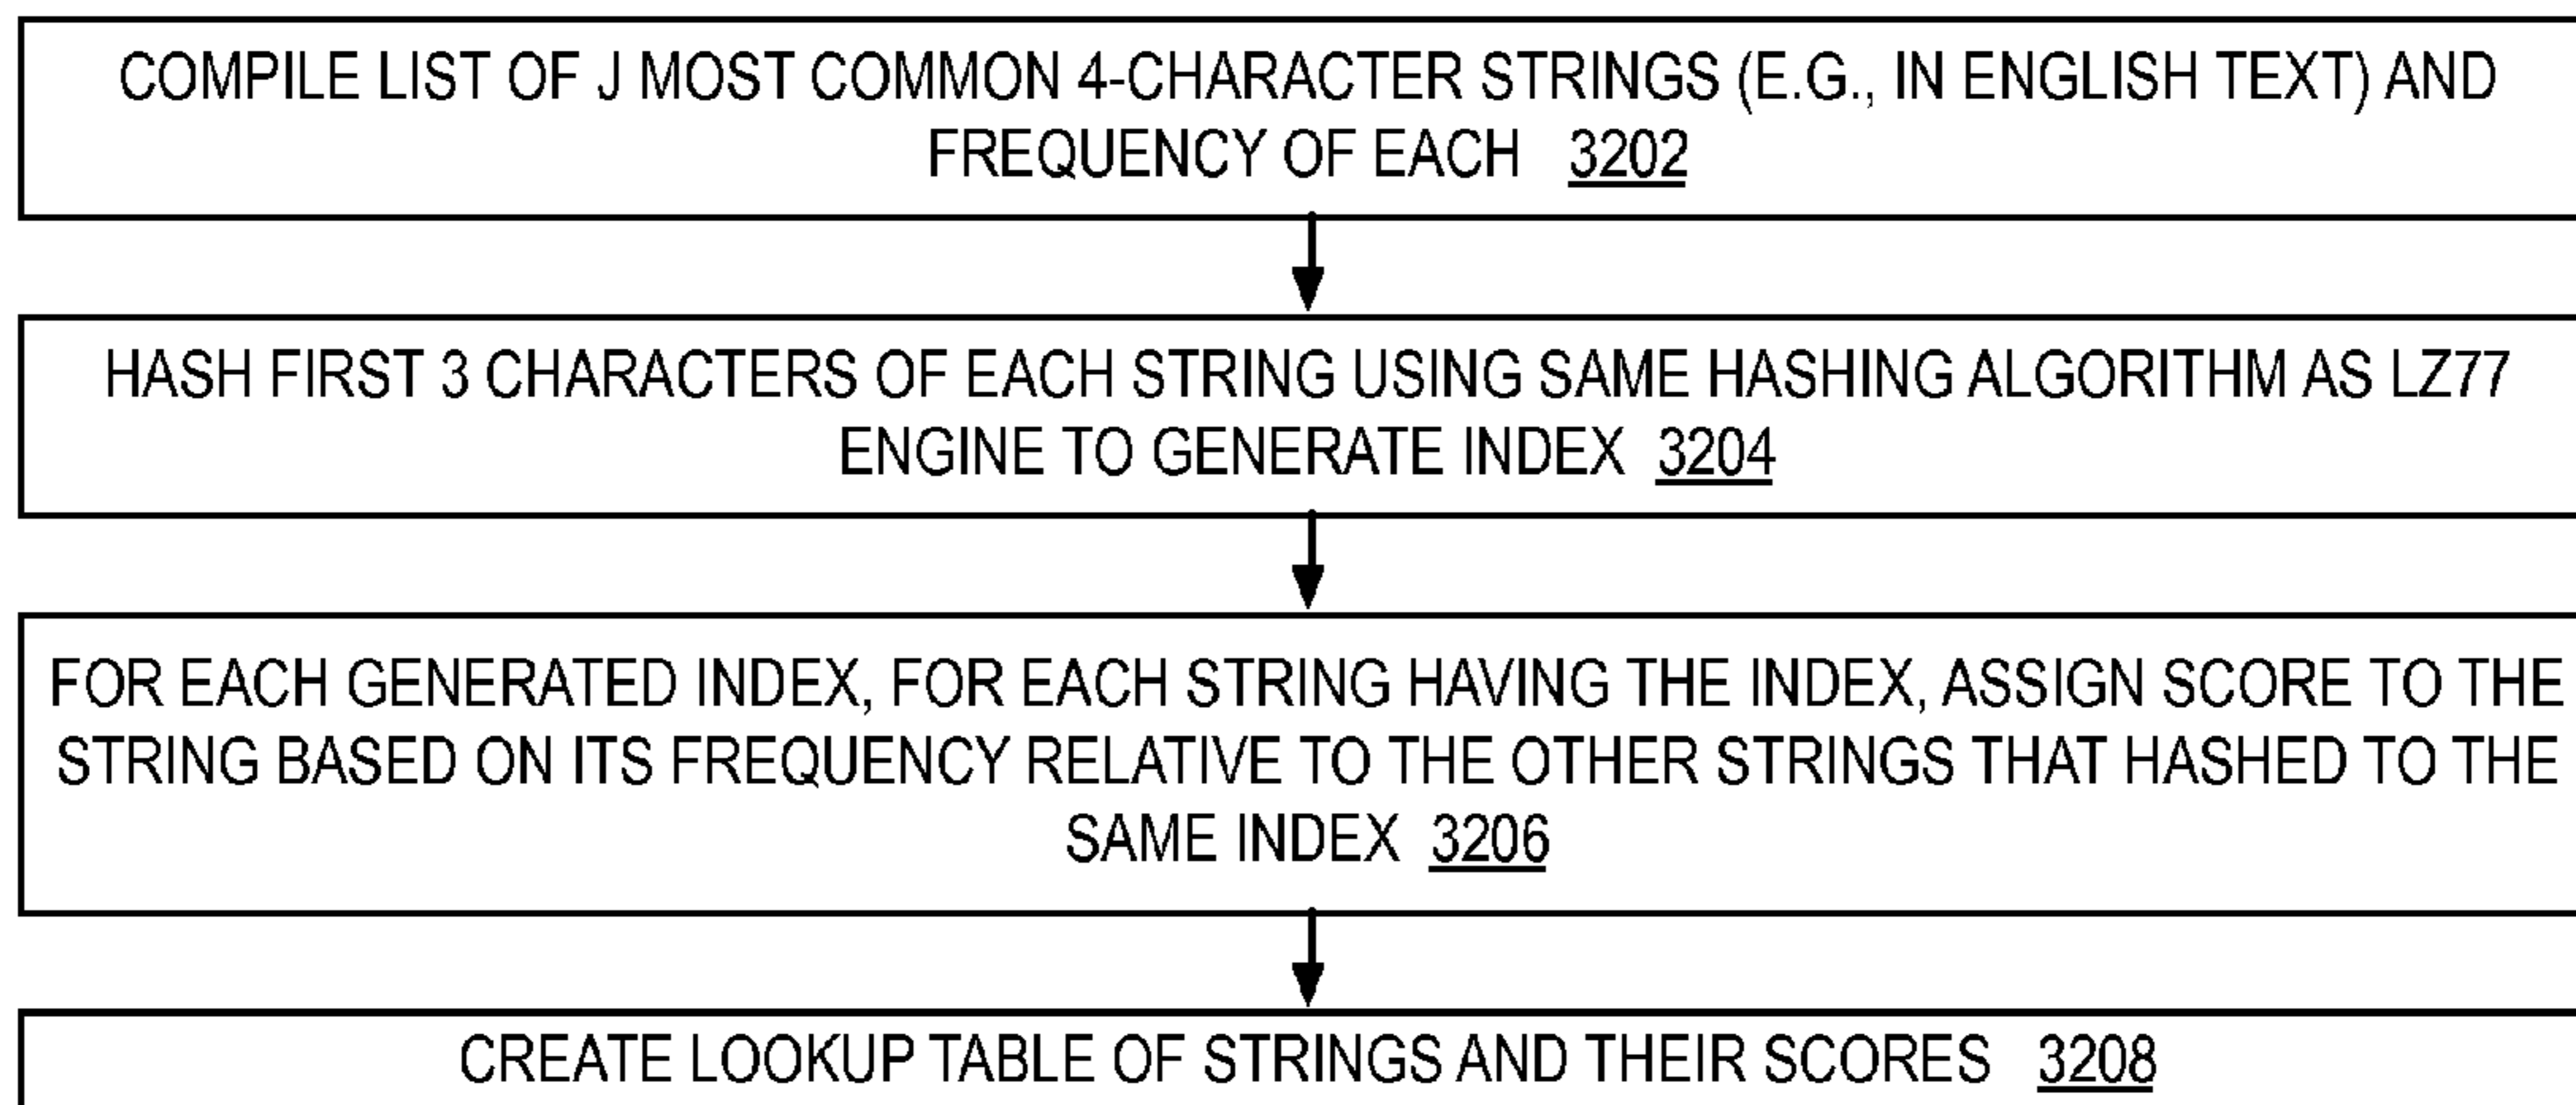 COMPILE LIST OF J MOST COMMON 4-CHARACTER STRINGS (E.G., IN ENGLISH TEXT) AND
FREQUENCY OF EACH 3202
HASH FIRST 3 CHARACTERS OF EACH STRING USING SAME HASHING ALGORITHM AS LZ77
ENGINE TO GENERATE INDEX 3204
FOR EACH GENERATED INDEX, FOR EACH STRING HAVING THE INDEX, ASSIGN SCORE TO THE
STRING BASED ON ITS FREQUENCY RELATIVE TO THE OTHER STRINGS THAT HASHED TO THE
SAME INDEX 3206
CREATE LOOKUP TABLE OF STRINGS AND THEIR SCORES 3208